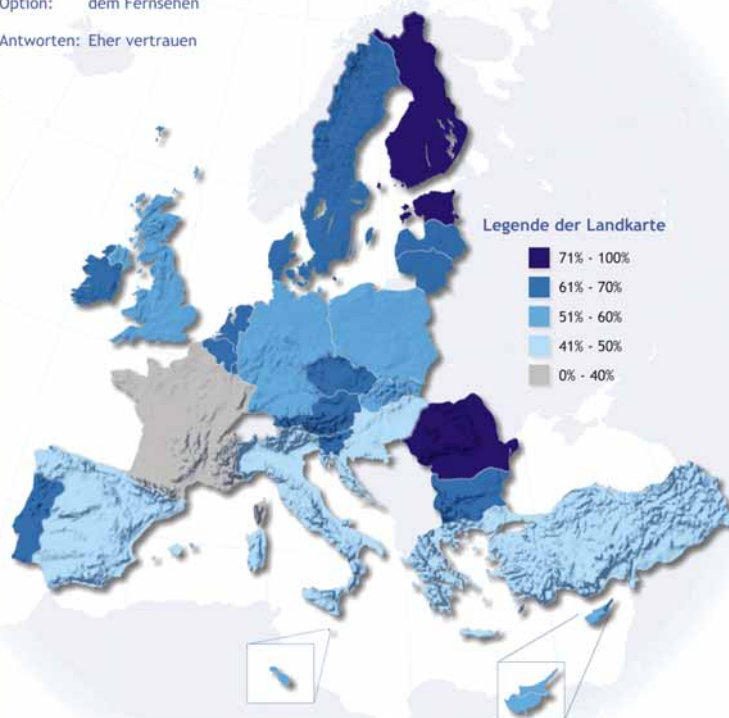 Option: dem Fernsehen
Antworten: Eher vertrauen
Legende der Landkarte
71% - 100%
61% - 70%
51% - 60%
41% - 50%
0% - 40%